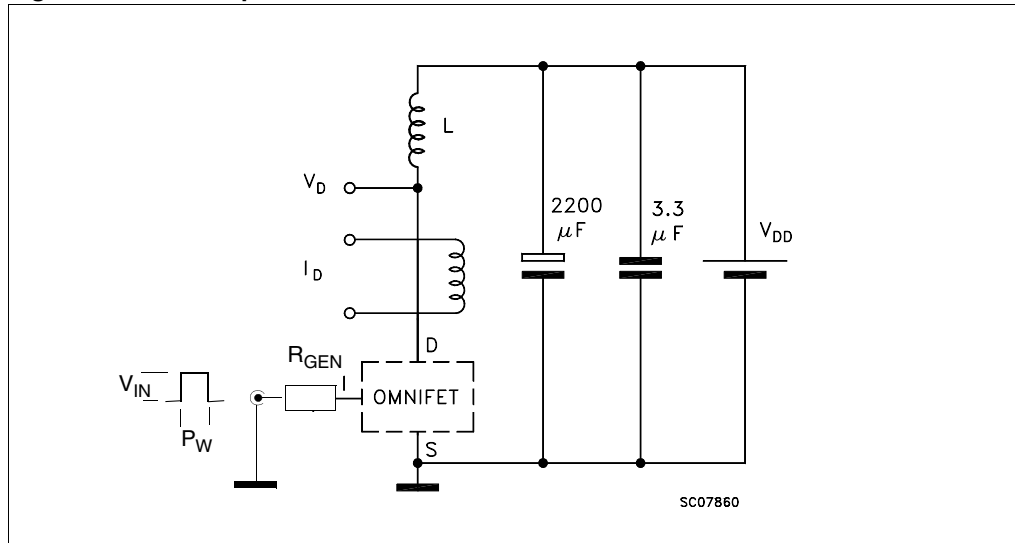 L
V_D
2200
μF
3.3
μF
V_DD
I_D
D
R_GEN
I
V_IN
OMNIFET
P_W
S
SC07860